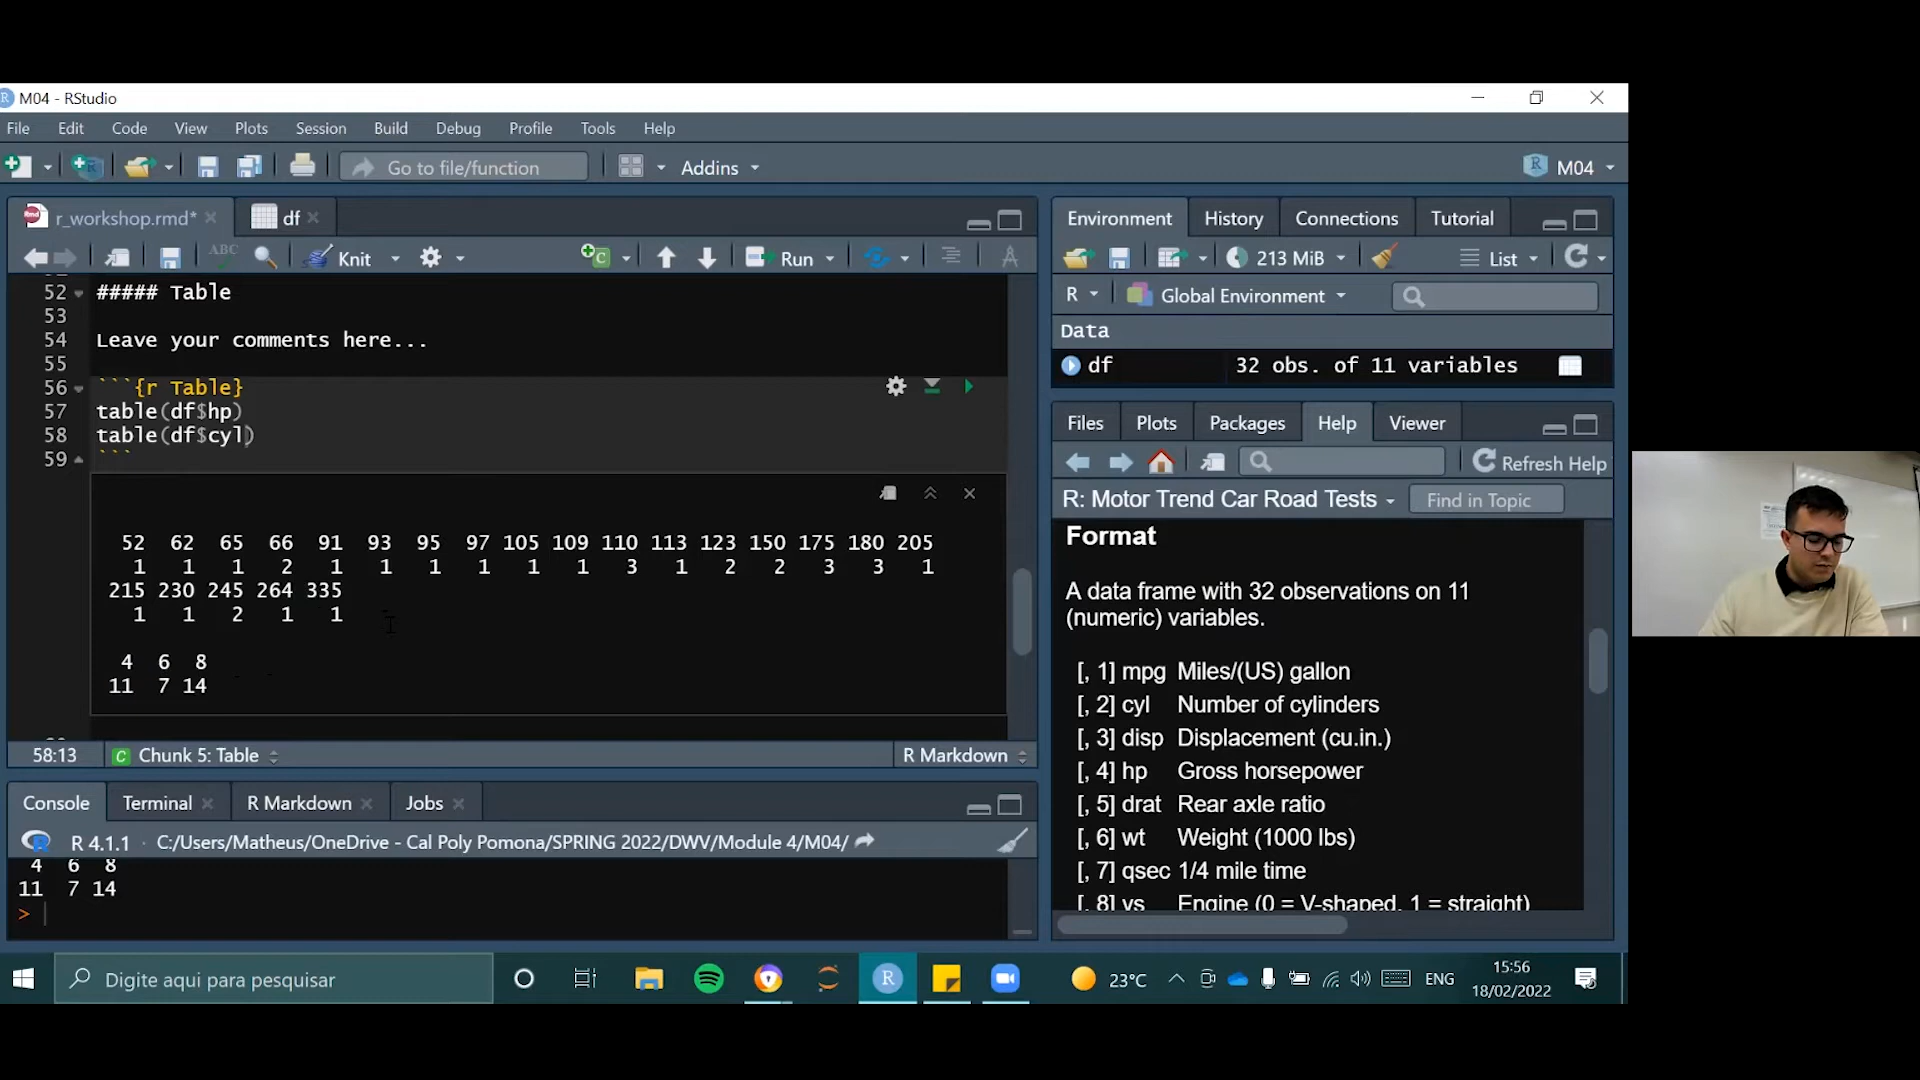 M04 - RStudio
File Edit Code View Plots Session Build Debug Profile Tools Help
Go to file/function Addins M04
r_workshop.rmd* df
ABC Knit Run
52 ##### Table
53
54 Leave your comments here...
55
56 ```{r Table}
57 table(df$hp)
58 table(df$cyl)
59 ```
52 62 65 66 91 93 95 97 105 109 110 113 123 150 175 180 205
1 1 1 2 1 1 1 1 1 1 3 1 2 2 3 3 1
215 230 245 264 335
1 1 2 1 1
4 6 8
11 7 14
58:13 Chunk 5: Table R Markdown
Console Terminal R Markdown Jobs
R 4.1.1 · C:/Users/Matheus/OneDrive - Cal Poly Pomona/SPRING 2022/DWV/Module 4/M04/
4 6 8
11 7 14
>
Environment History Connections Tutorial
213 MiB List
R Global Environment
Data
df 32 obs. of 11 variables
Files Plots Packages Help Viewer
Refresh Help
R: Motor Trend Car Road Tests Find in Topic
Format
A data frame with 32 observations on 11
(numeric) variables.
[, 1] mpg Miles/(US) gallon
[, 2] cyl Number of cylinders
[, 3] disp Displacement (cu.in.)
[, 4] hp Gross horsepower
[, 5] drat Rear axle ratio
[, 6] wt Weight (1000 lbs)
[, 7] qsec 1/4 mile time
[, 8] vs Engine (0 = V-shaped, 1 = straight)
Digite aqui para pesquisar
23°C ENG
15:56
18/02/2022